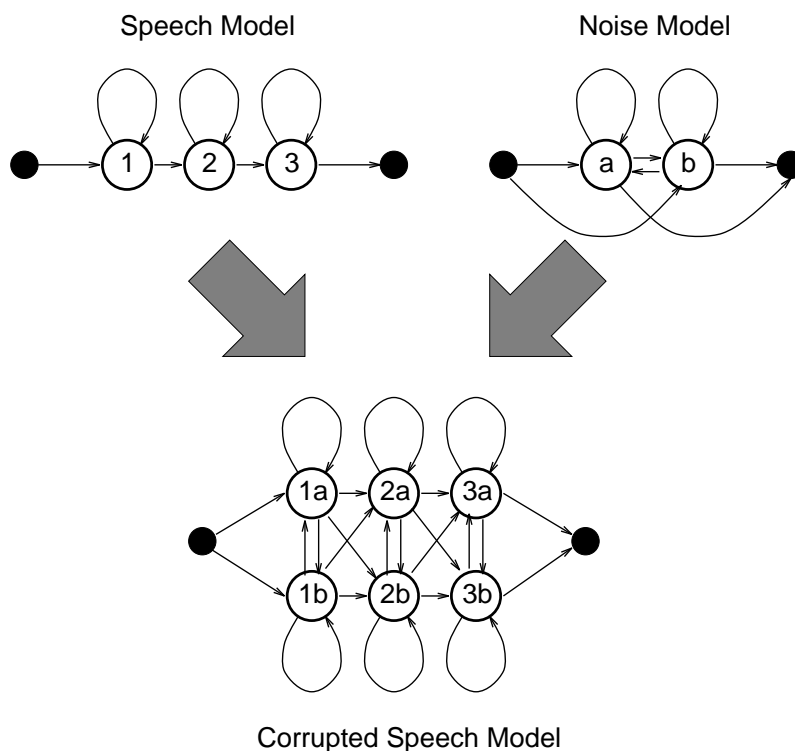 Speech Model
Noise Model
1 2 3
a b
1a 2a 3a
1b 2b 3b
Corrupted Speech Model